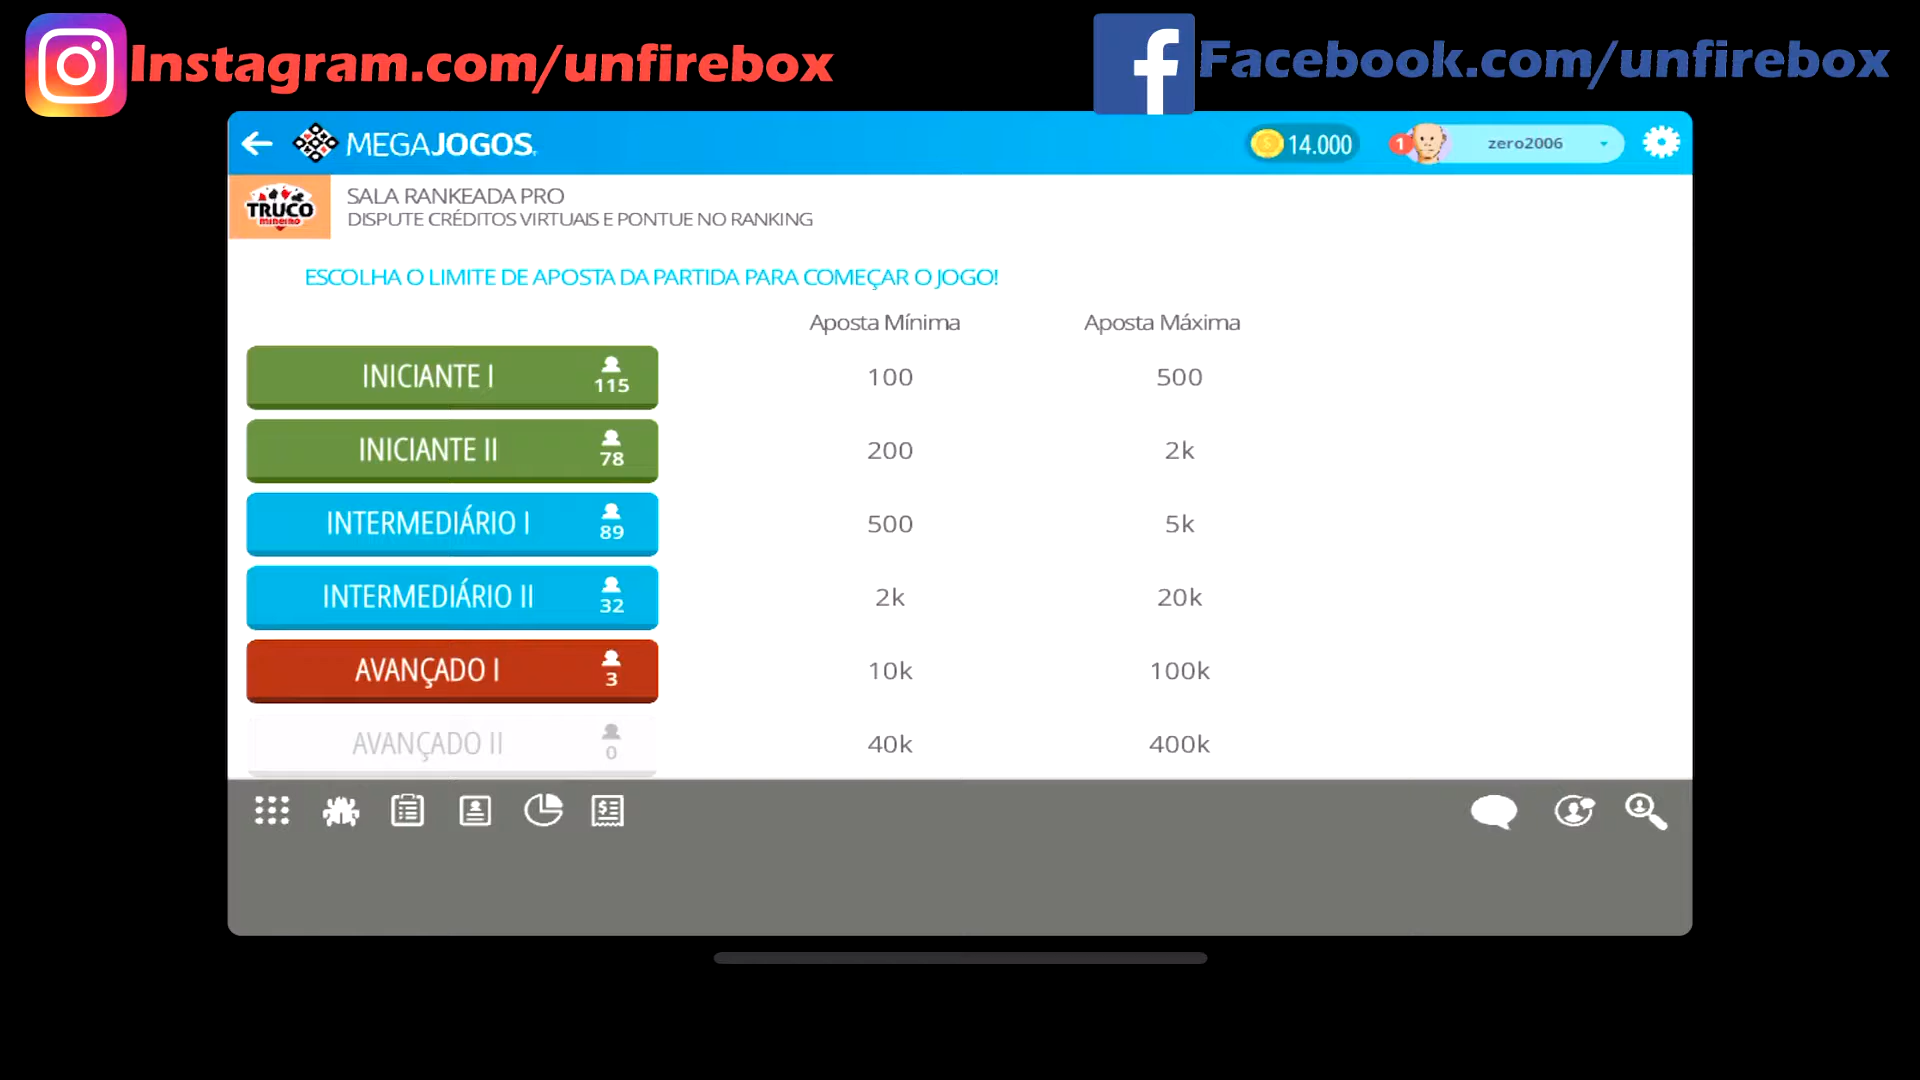 Instagram.com/unfirebox
Facebook.com/unfirebox
MEGAJOGOS
14.000
1
zero2006
TRUCO
mineiro
SALA RANKEADA PRO
DISPUTE CRÉDITOS VIRTUAIS E PONTUE NO RANKING
ESCOLHA O LIMITE DE APOSTA DA PARTIDA PARA COMEÇAR O JOGO!
Aposta Mínima Aposta Máxima
INICIANTE I 115 100 500
INICIANTE II 78 200 2k
INTERMEDIÁRIO I 89 500 5k
INTERMEDIÁRIO II 32 2k 20k
AVANÇADO I 3 10k 100k
AVANÇADO II 0 40k 400k